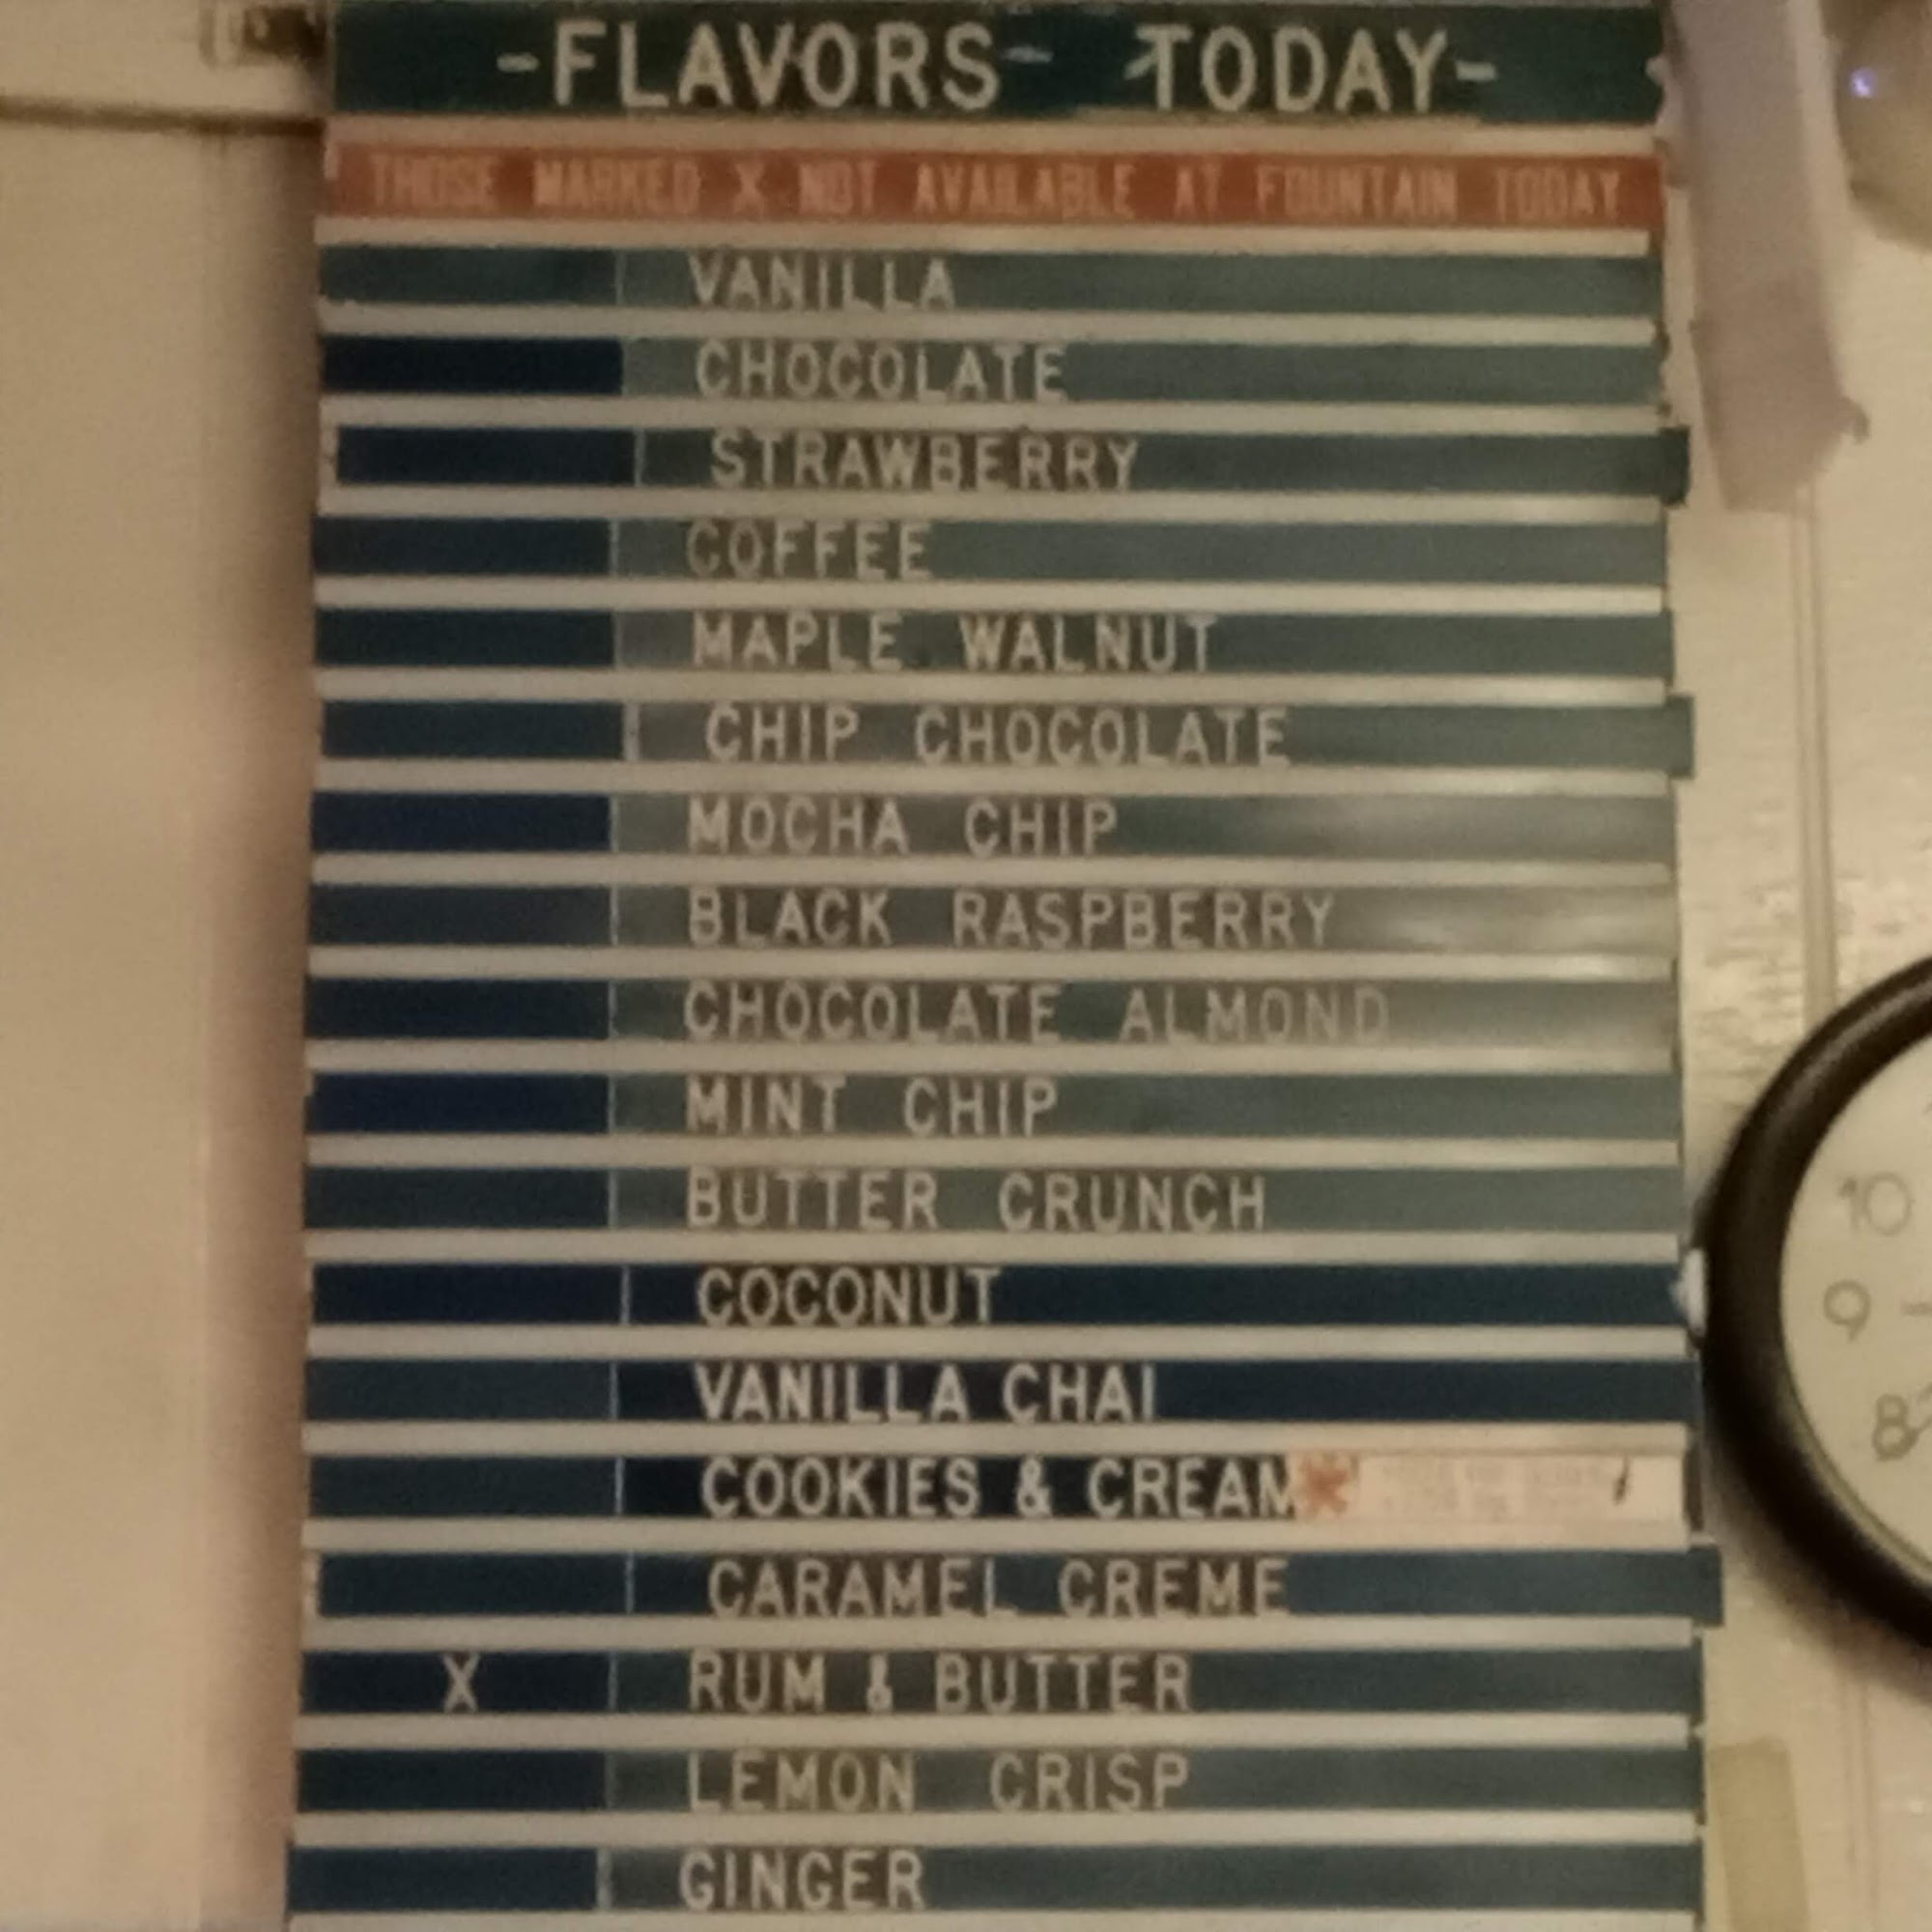 -FLAVORS- -TODAY-
THOSE MARKED X NOT AVAILABLE AT FOUNTAIN TODAY
VANILLA
CHOCOLATE
STRAWBERRY
COFFEE
MAPLE WALNUT
CHIP CHOCOLATE
MOCHA CHIP
BLACK RASPBERRY
CHOCOLATE ALMOND
MINT CHIP
BUTTER CRUNCH
COCONUT
VANILLA CHAI
COOKIES & CREAM*
CARAMEL CREME
X RUM & BUTTER
LEMON CRISP
GINGER
10
9
8